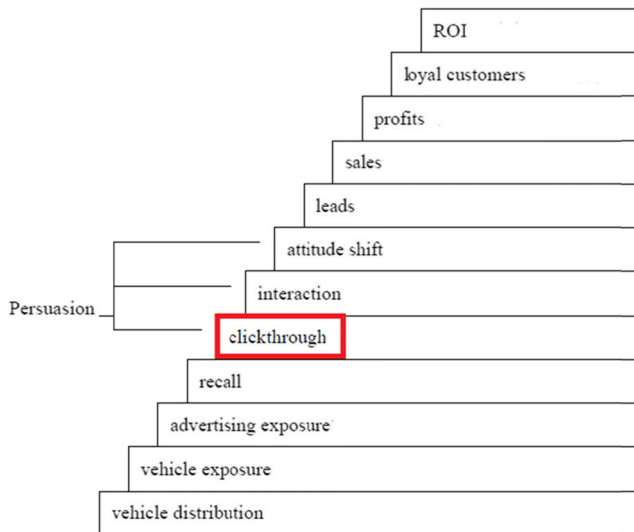 ROI
loyal customers
profits
sales
leads
attitude shift
interaction
Persuasion
clickthrough
recall
advertising exposure
vehicle exposure
vehicle distribution